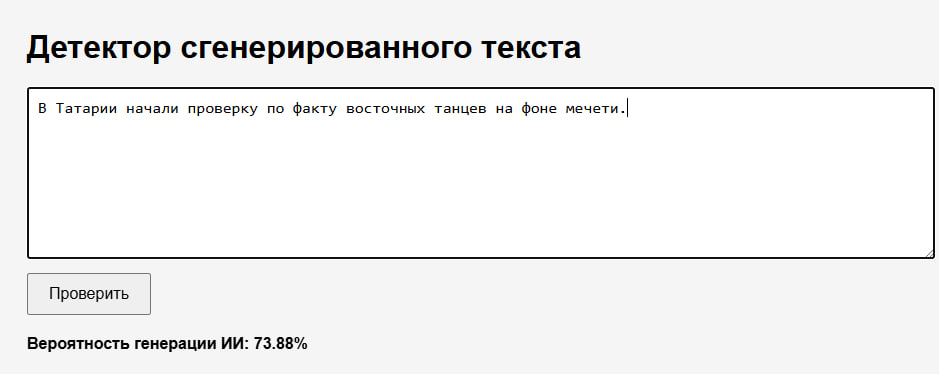 Детектор сгенерированного текста
В Татарии начали проверку по факту восточных танцев на фоне мечети.
Проверить
Вероятность генерации ИИ: 73.88%